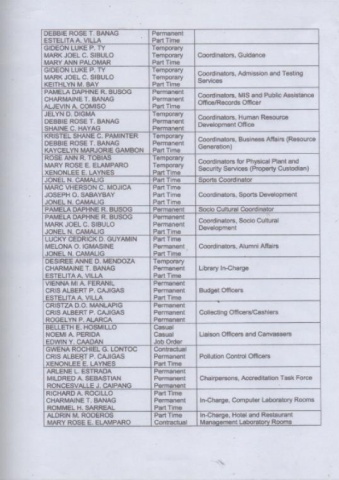 DEBBIE ROSE T. BANAG Permanent
ESTELITA A. VILLA Part Time
GIDEON LUKE P. TY Temporary
MARK JOEL C. SIBULO Temporary Coordinators, Guidance
MARY ANN PALOMAR Part Time
GIDEON LUKE P. TY Temporary
MARK JOEL C. SIBULO Temporary Coordinators, Admission and Testing Services
KEITHLYN M. BAY Part Time
PAMELA DAPHNE R. BUSOG Permanent
CHARMAINE T. BANAG Permanent Coordinators, MIS and Public Assistance Office/Records Officer
ALJEVIN A. COMISO Part Time
JELYN D. DIGMA Temporary
DEBBIE ROSE T. BANAG Permanent Coordinators, Human Resource Development Office
SHAINE C. HAYAG Permanent
KRISTEL SHANE C. PAMINTER Temporary
DEBBIE ROSE T. BANAG Permanent Coordinators, Business Affairs (Resource Generation)
KAYCELYN MARJORIE GAMBON Part Time
ROSE ANN R. TOBIAS Temporary
MARY ROSE E. ELAMPARO Temporary Coordinators for Physical Plant and Security Services (Property Custodian)
XENONLEE E. LAYNES Part Time
JONEL N. CAMALIG Part Time Sports Coordinator
MARC VHERSON C. MOJICA Part Time
JOSEPH G. SABAYBAY Part Time Coordinators, Sports Development
JONEL N. CAMALIG Part Time
PAMELA DAPHNE R. BUSOG Permanent Socio Cultural Coordinator
PAMELA DAPHNE R. BUSOG Permanent
MARK JOEL C. SIBULO Permanent Coordinators, Socio Cultural Development
JONEL N. CAMALIG Part Time
LUCKY CEDRICK D. GUYAMIN Part Time
MELONA O. IGMASINE Permanent Coordinators, Alumni Affairs
JONEL N. CAMALIG Part Time
DESIREE ANNE D. MENDOZA Temporary
CHARMAINE T. BANAG Permanent Library In-Charge
ESTELITA A. VILLA Part Time
VIENNA MI A. FERANIL Permanent
CRIS ALBERT P. CAJIGAS Permanent Budget Officers
ESTELITA A. VILLA Part Time
CRISTZA D.O. MANLAPIG Permanent
CRIS ALBERT P. CAJIGAS Permanent Collecting Officers/Cashiers
ROGELYN P. ALARCA Permanent
BELLETH E. HOSMILLO Casual
NOEMI A. PERIDA Casual Liaison Officers and Canvassers
EDWIN Y. CAADAN Job Order
GWENA ROCHIEL G. LONTOC Contractual
CRIS ALBERT P. CAJIGAS Permanent Pollution Control Officers
XENONLEE E. LAYNES Part Time
ARLENE L. ESTRADA Permanent
MILDRED A. SEBASTIAN Permanent Chairpersons, Accreditation Task Force
RONCESVALLE J. CAIPANG Permanent
RICHARD A. ROCILLO Part Time
CHARMAINE T. BANAG Permanent In-Charge, Computer Laboratory Rooms
ROMMEL H. SARREAL Part Time
ALDRIN M. RODEROS Part Time In-Charge, Hotel and Restaurant
MARY ROSE E. ELAMPARO Contractual Management Laboratory Rooms